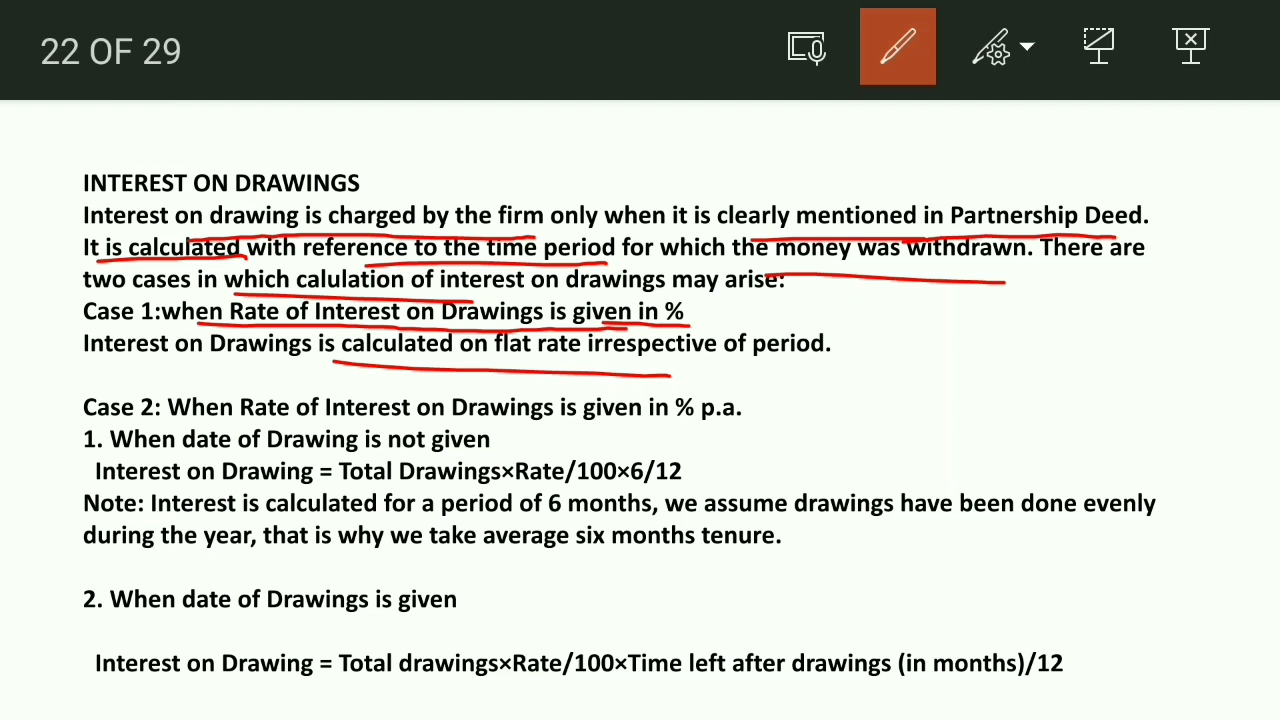 22 OF 29
INTEREST ON DRAWINGS
Interest on drawing is charged by the firm only when it is clearly mentioned in Partnership Deed.
It is calculated with reference to the time period for which the money was withdrawn. There are
two cases in which calulation of interest on drawings may arise:
Case 1:when Rate of Interest on Drawings is given in %
Interest on Drawings is calculated on flat rate irrespective of period.
Case 2: When Rate of Interest on Drawings is given in % p.a.
1. When date of Drawing is not given
Interest on Drawing = Total Drawings×Rate/100×6/12
Note: Interest is calculated for a period of 6 months, we assume drawings have been done evenly
during the year, that is why we take average six months tenure.
2. When date of Drawings is given
Interest on Drawing = Total drawings×Rate/100×Time left after drawings (in months)/12